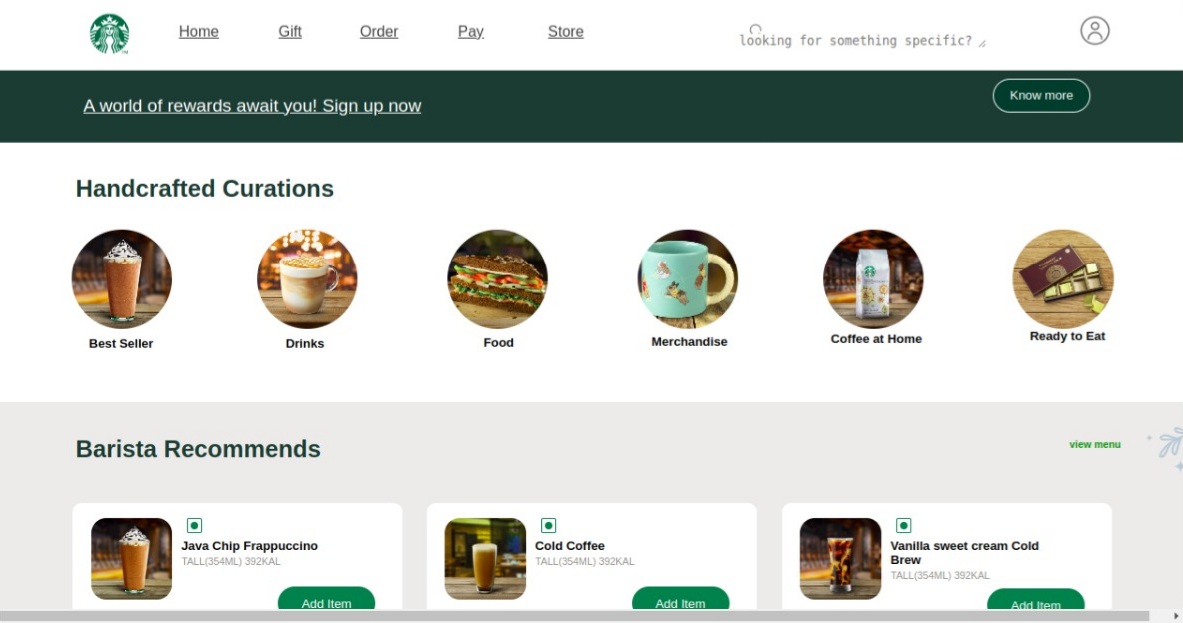 Home Gift Order Pay Store
looking for something specific?
A world of rewards await you! Sign up now
Know more
Handcrafted Curations
Best Seller Drinks Food Merchandise Coffee at Home Ready to Eat
Barista Recommends
view menu
Java Chip Frappuccino
TALL(354ML) 392KAL
Add Item
Cold Coffee
TALL(354ML) 392KAL
Add Item
Vanilla sweet cream Cold
Brew
TALL(354ML) 392KAL
Add Item